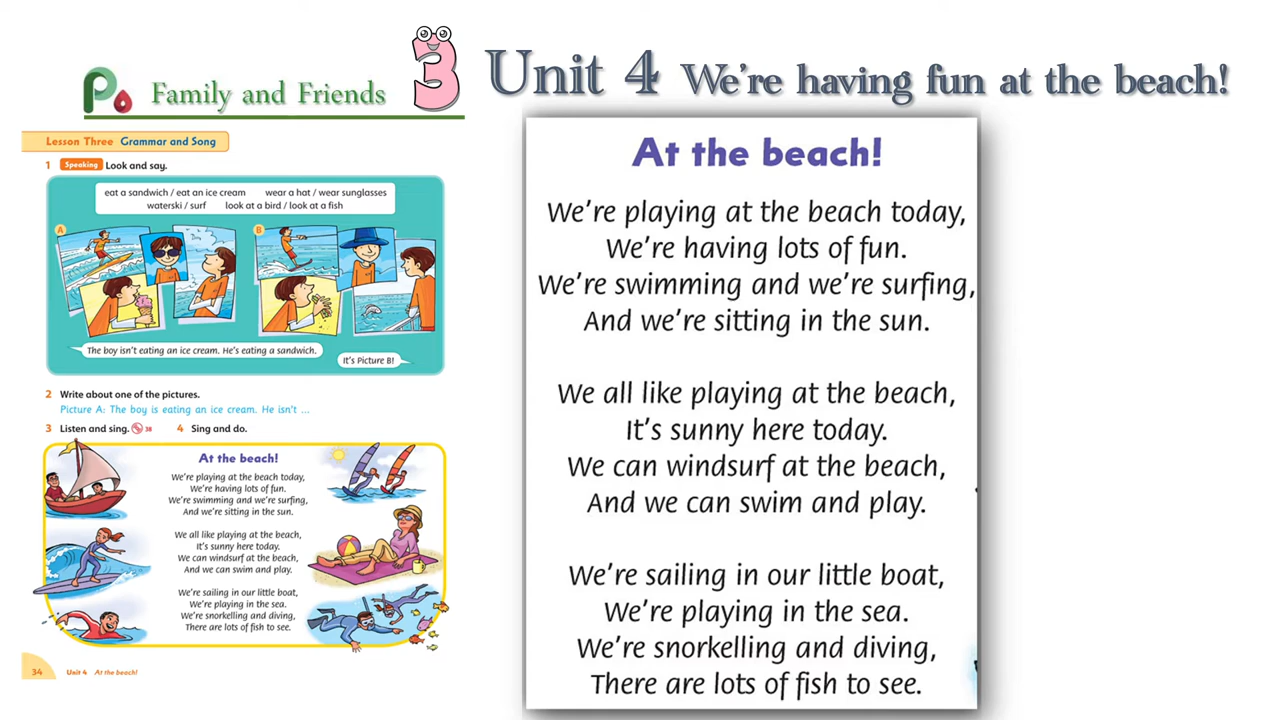 Family and Friends 3
Unit 4 We're having fun at the beach!
Lesson Three Grammar and Song
1 Speaking Look and say.
eat a sandwich / eat an ice cream wear a hat / wear sunglasses
waterski / surf look at a bird / look at a fish
A
B
The boy isn't eating an ice cream. He's eating a sandwich.
It's Picture B!
2 Write about one of the pictures.
Picture A: The boy is eating an ice cream. He isn't ...
3 Listen and sing. 38 4 Sing and do.
At the beach!
We're playing at the beach today,
We're having lots of fun.
We're swimming and we're surfing,
And we're sitting in the sun.
We all like playing at the beach,
It's sunny here today.
We can windsurf at the beach,
And we can swim and play.
We're sailing in our little boat,
We're playing in the sea.
We're snorkelling and diving,
There are lots of fish to see.
34 Unit 4 At the beach!
At the beach!
We're playing at the beach today,
We're having lots of fun.
We're swimming and we're surfing,
And we're sitting in the sun.
We all like playing at the beach,
It's sunny here today.
We can windsurf at the beach,
And we can swim and play.
We're sailing in our little boat,
We're playing in the sea.
We're snorkelling and diving,
There are lots of fish to see.